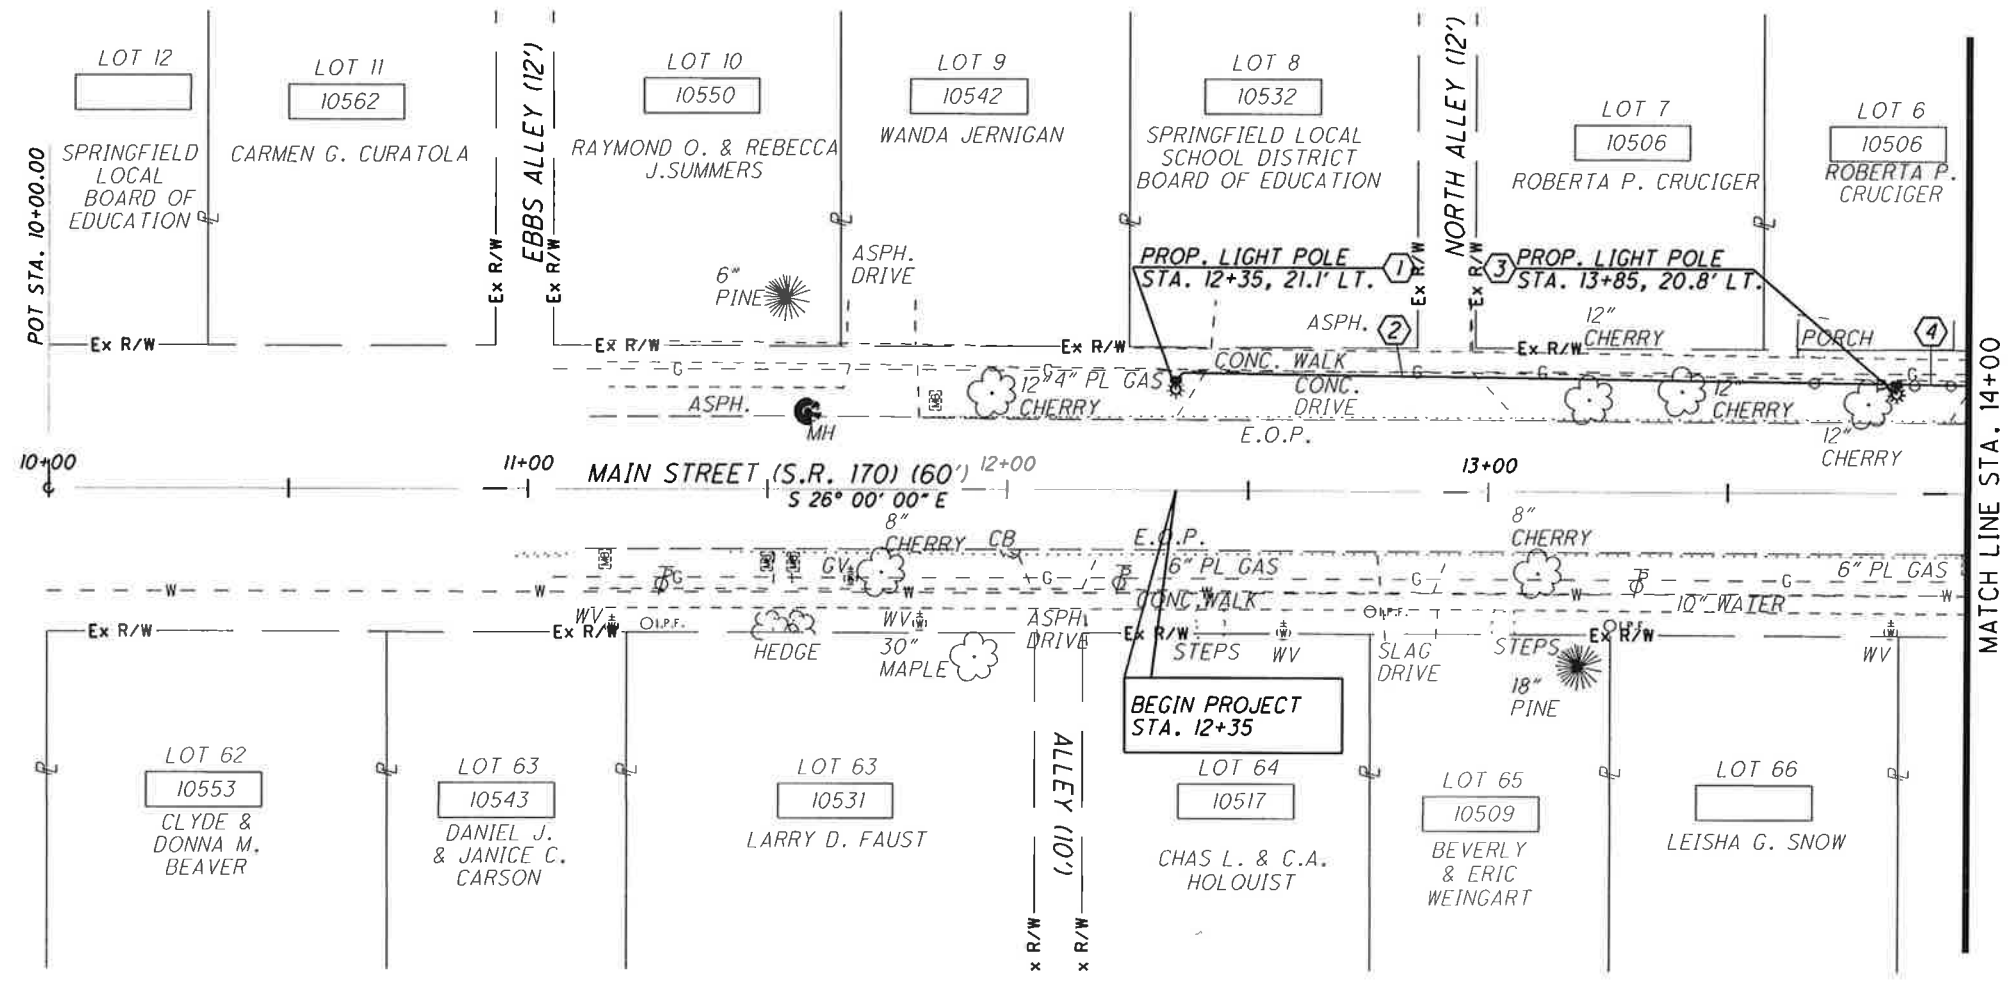 LOT 12
SPRINGFIELD
LOCAL
BOARD OF
EDUCATION
LOT 11
10562
CARMEN G. CURATOLA
EBBS ALLEY (12')
LOT 10
10550
RAYMOND O. & REBECCA
J.SUMMERS
LOT 9
10542
WANDA JERNIGAN
LOT 8
10532
SPRINGFIELD LOCAL
SCHOOL DISTRICT
BOARD OF EDUCATION
NORTH ALLEY (12')
LOT 7
10506
ROBERTA P. CRUCIGER
LOT 6
10506
ROBERTA P.
CRUCIGER
POT STA. 10+00.00
Ex R/W
Ex R/W
Ex R/W
Ex R/W
Ex R/W
Ex R/W
Ex R/W
Ex R/W
6"
PINE
ASPH.
DRIVE
PROP. LIGHT POLE
STA. 12+35, 21.1' LT.
1
3
PROP. LIGHT POLE
STA. 13+85, 20.8' LT.
ASPH.
2
12"
CHERRY
PORCH
4
CONC. WALK
G
G
G
G
G
12"
4" PL GAS
CHERRY
CONC.
DRIVE
12"
CHERRY
ASPH.
MH
E.O.P.
12"
CHERRY
10+00
11+00
MAIN STREET (S.R. 170) (60')
12+00
13+00
S 26° 00' 00" E
MATCH LINE STA. 14+00
8"
CHERRY
CB
E.O.P.
8"
CHERRY
GV
G
G
6" PL GAS
G
G
6" PL GAS
W
W
W
W
W
W
CONC. WALK
10" WATER
WV
I.P.F.
WV
ASPH.
DRIVE
I.P.F.
I.P.F.
Ex R/W
Ex R/W
Ex R/W
Ex R/W
HEDGE
30"
MAPLE
STEPS
WV
SLAG
DRIVE
STEPS
18"
PINE
WV
BEGIN PROJECT
STA. 12+35
LOT 62
10553
CLYDE &
DONNA M.
BEAVER
LOT 63
10543
DANIEL J.
& JANICE C.
CARSON
LOT 63
10531
LARRY D. FAUST
ALLEY (10')
x R/W
x R/W
LOT 64
10517
CHAS L. & C.A.
HOLQUIST
LOT 65
10509
BEVERLY
& ERIC
WEINGART
LOT 66
LEISHA G. SNOW